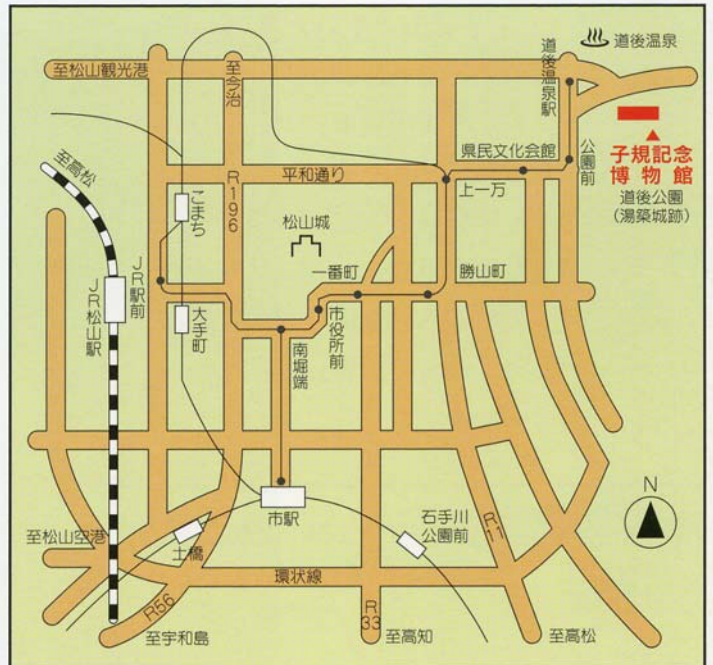 道後温泉
至松山観光港
至今治
道後温泉駅
県民文化会館
公園前
子規記念
博物館
道後公園
(湯築城跡)
至高松
R196
平和通り
上一万
こまち
松山城
一番町
勝山町
JR松山駅
JR駅前
大手町
市役所前
南堀端
N
市駅
石手川
公園前
R11
至松山空港
土橋
環状線
R56
R33
至宇和島
至高知
至高松